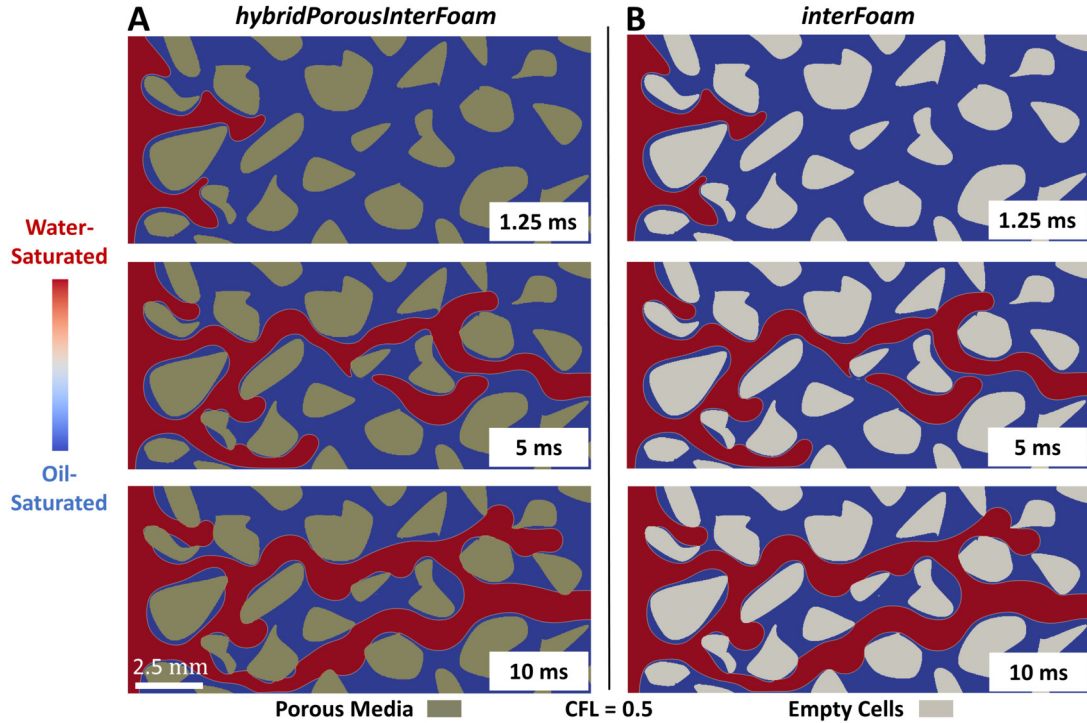 A
hybridPorousInterFoam
B
interFoam
Water-
Saturated
Oil-
Saturated
1.25 ms
1.25 ms
5 ms
5 ms
2.5 mm
10 ms
10 ms
Porous Media
CFL = 0.5
Empty Cells